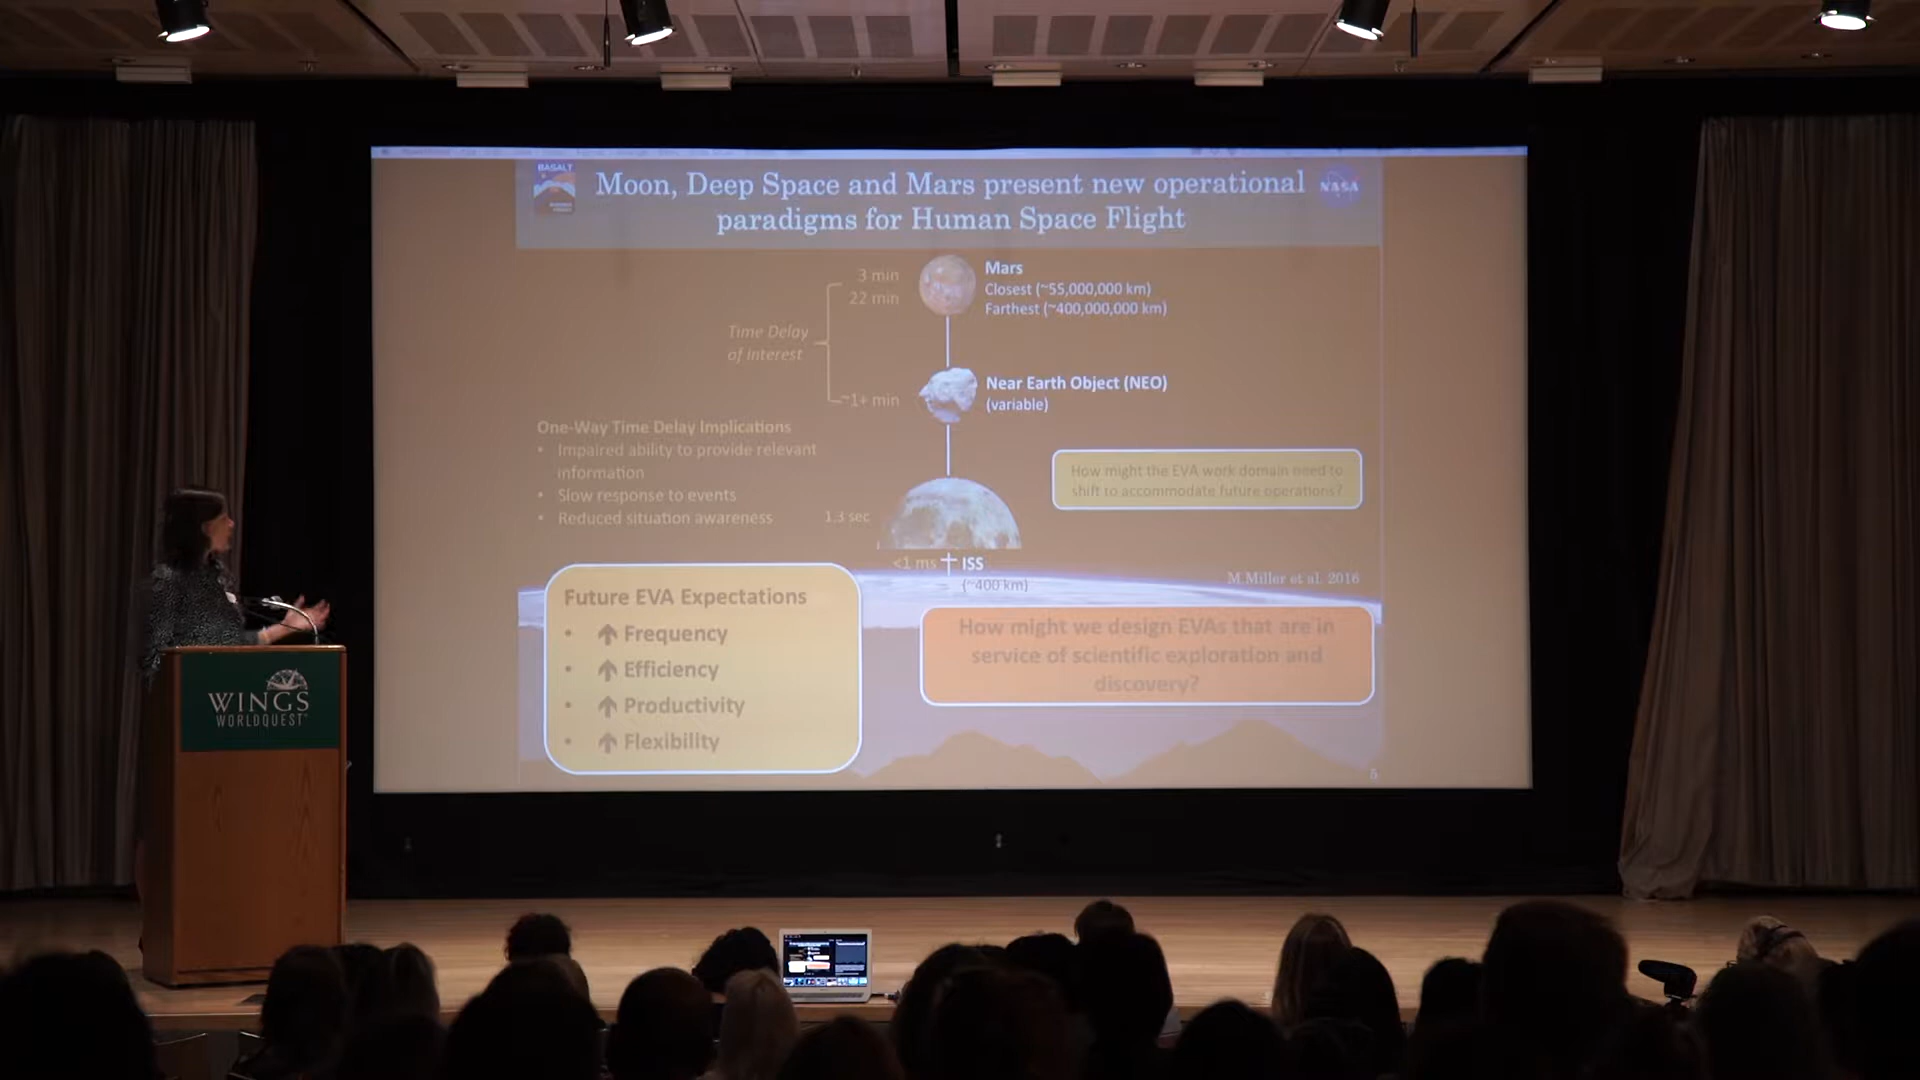 BASALT
Moon, Deep Space and Mars present new operational
paradigms for Human Space Flight
NASA
3 min
22 min
Mars
Closest (~55,000,000 km)
Farthest (~400,000,000 km)
Time Delay
of Interest
~1+ min
Near Earth Object (NEO)
(variable)
One-Way Time Delay Implications
• Impaired ability to provide relevant
information
• Slow response to events
• Reduced situation awareness
1.3 sec
How might the EVA work domain need to
shift to accommodate future operations?
<1 ms
ISS
(~400 km)
M.Miller et al. 2016
Future EVA Expectations
• ↑ Frequency
• ↑ Efficiency
• ↑ Productivity
• ↑ Flexibility
How might we design EVAs that are in
service of scientific exploration and
discovery?
5
WINGS
WORLDQUEST